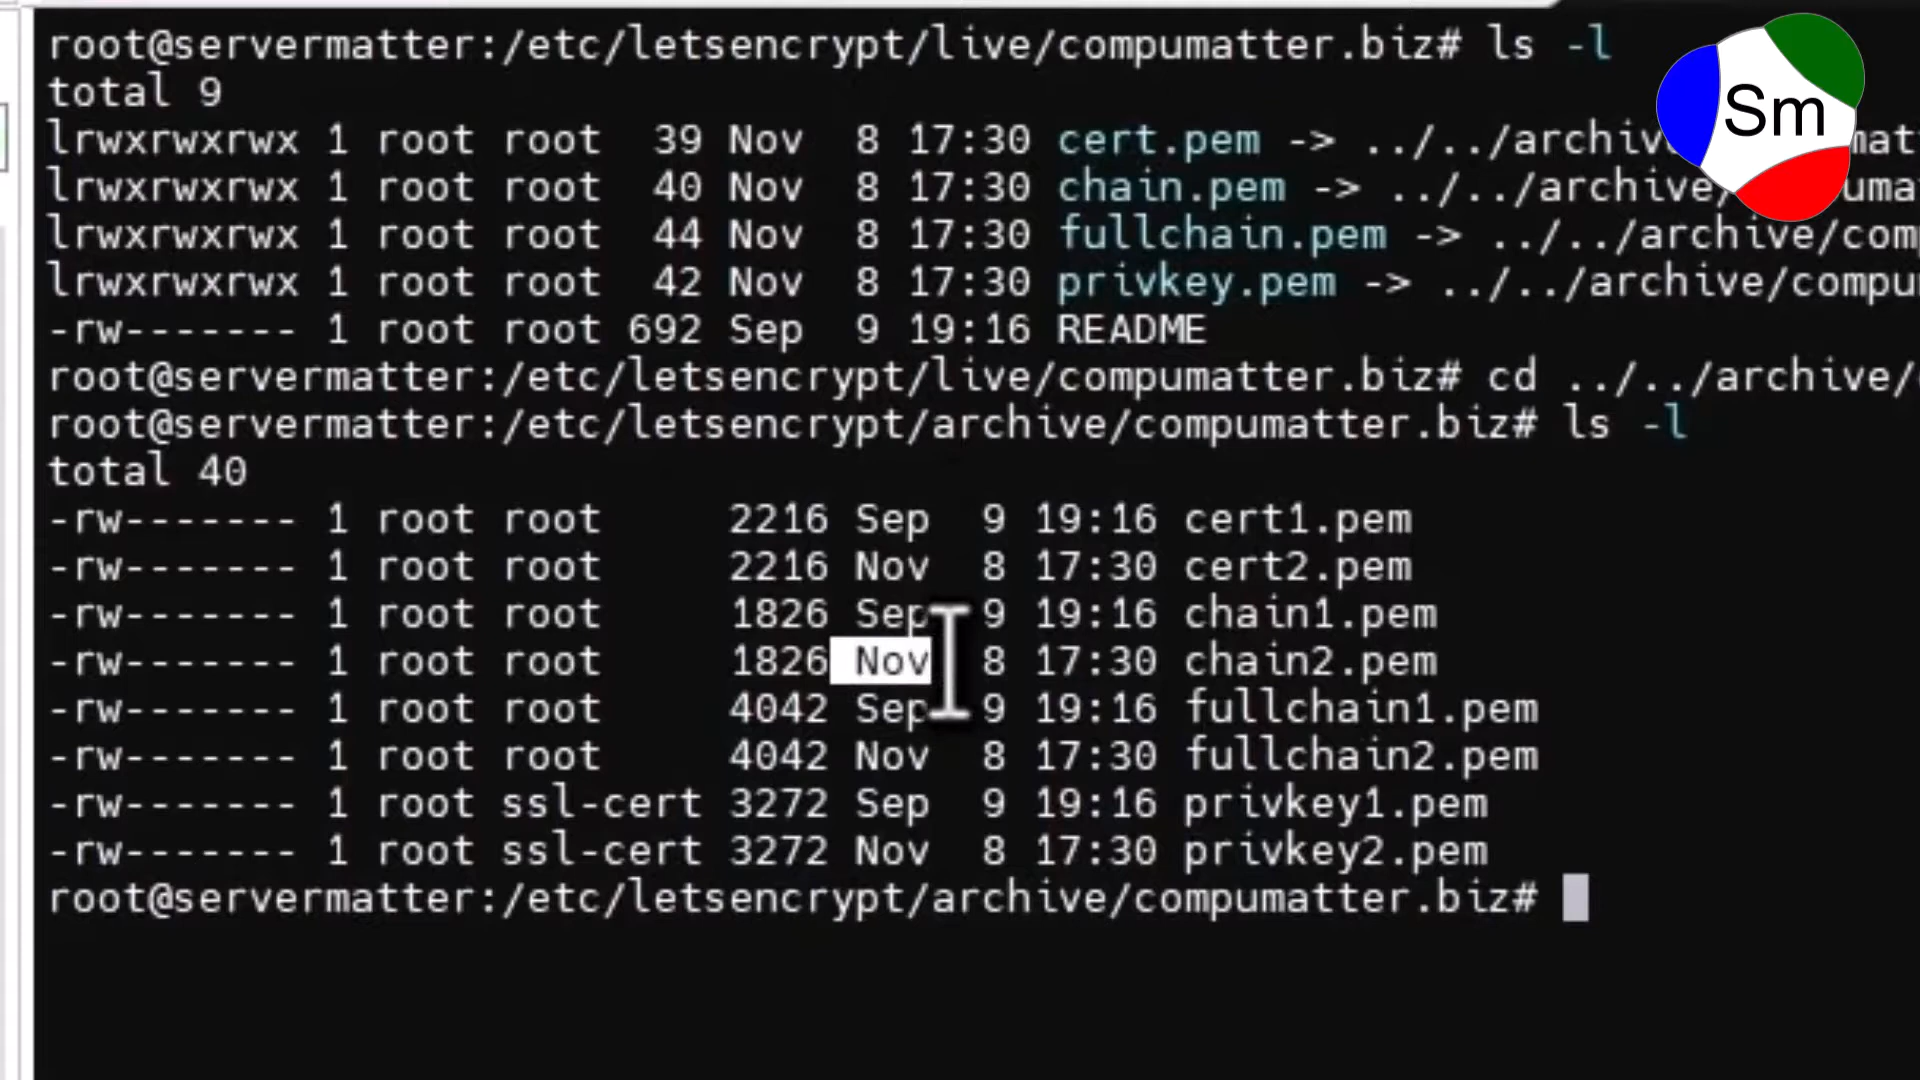 root@servermatter:/etc/letsencrypt/live/compumatter.biz# ls -l
total 9
lrwxrwxrwx 1 root root  39 Nov  8 17:30 cert.pem -> ../../archiv mat
lrwxrwxrwx 1 root root  40 Nov  8 17:30 chain.pem -> ../../archive/ uma
lrwxrwxrwx 1 root root  44 Nov  8 17:30 fullchain.pem -> ../../archive/com
lrwxrwxrwx 1 root root  42 Nov  8 17:30 privkey.pem -> ../../archive/compu
-rw------- 1 root root 692 Sep  9 19:16 README
root@servermatter:/etc/letsencrypt/live/compumatter.biz# cd ../../archive/
root@servermatter:/etc/letsencrypt/archive/compumatter.biz# ls -l
total 40
-rw------- 1 root root     2216 Sep  9 19:16 cert1.pem
-rw------- 1 root root     2216 Nov  8 17:30 cert2.pem
-rw------- 1 root root     1826 Sep  9 19:16 chain1.pem
-rw------- 1 root root     1826 Nov  8 17:30 chain2.pem
-rw------- 1 root root     4042 Sep  9 19:16 fullchain1.pem
-rw------- 1 root root     4042 Nov  8 17:30 fullchain2.pem
-rw------- 1 root ssl-cert 3272 Sep  9 19:16 privkey1.pem
-rw------- 1 root ssl-cert 3272 Nov  8 17:30 privkey2.pem
root@servermatter:/etc/letsencrypt/archive/compumatter.biz#
Sm